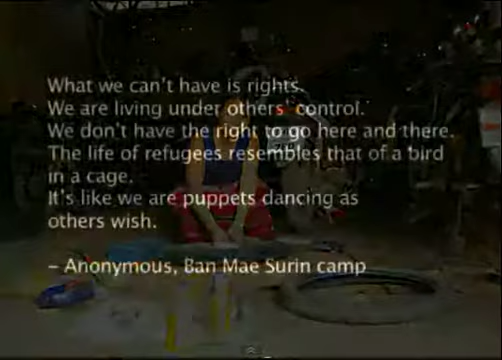 What we can't have is rights.
We are living under others' control.
We don't have the right to go here and there.
The life of refugees resembles that of a bird
in a cage.
It's like we are puppets dancing as
others wish.
– Anonymous, Ban Mae Surin camp